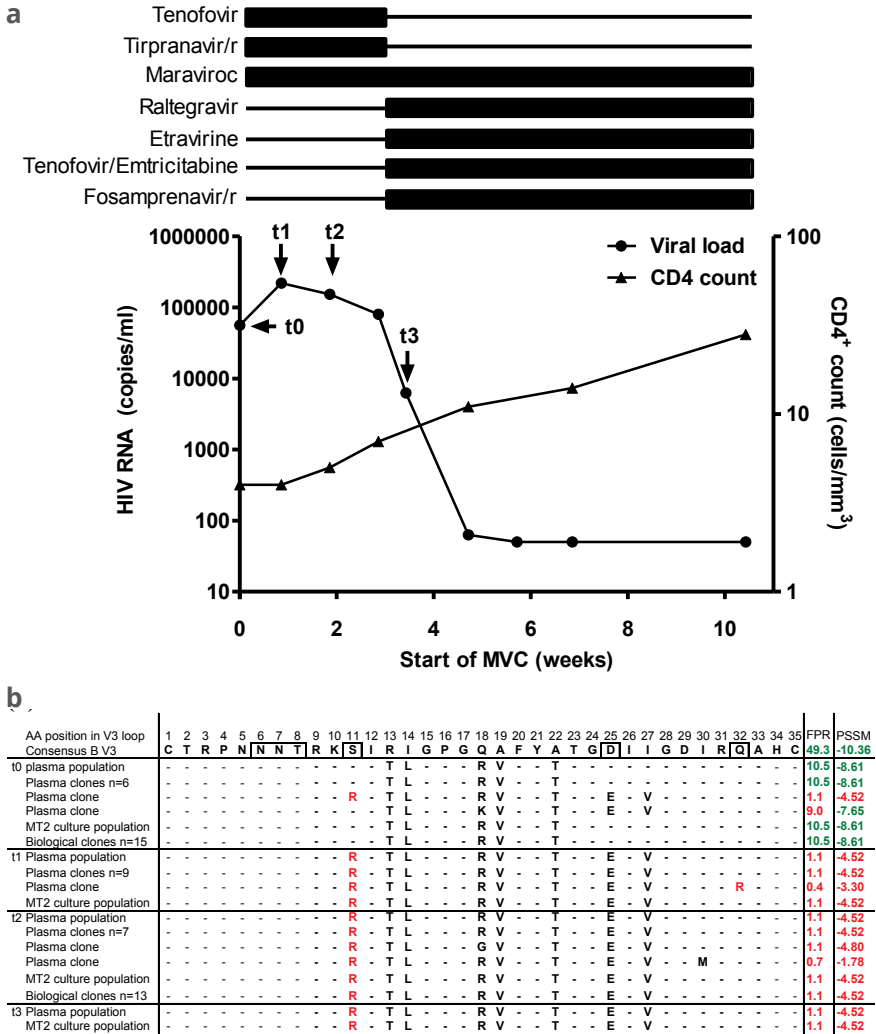 a
Tenofovir
Tirpranavir/r
Maraviroc
Raltegravir
Etravirine
Tenofovir/Emtricitabine
Fosamprenavir/r
t1
t2
t0
t3
Viral load
CD4 count
1000000
100000
10000
1000
100
10
HIV RNA (copies/ml)
100
10
1
CD4+ count (cells/mm3)
0 2 4 6 8 10
Start of MVC (weeks)
b
AA position in V3 loop 1 2 3 4 5 6 7 8 9 10 11 12 13 14 15 16 17 18 19 20 21 22 23 24 25 26 27 28 29 30 31 32 33 34 35 FPR PSSM
Consensus B V3 C T R P N N N T R K S I R I G P G Q A F Y A T G D I I G D I R Q A H C 49.3 -10.36
t0 plasma population - - - - - - - - - - - - T L - - - R V - - T - - - - - - - - - - - - - 10.5 -8.61
Plasma clones n=6 - - - - - - - - - - - - T L - - - R V - - T - - - - - - - - - - - - - 10.5 -8.61
Plasma clone - - - - - - - - - - R - T L - - - R V - - T - - E - V - - - - - - - - 1.1 -4.52
Plasma clone - - - - - - - - - - - - T L - - - K V - - T - - E - V - - - - - - - - 9.0 -7.65
MT2 culture population - - - - - - - - - - - - T L - - - R V - - T - - - - - - - - - - - - - 10.5 -8.61
Biological clones n=15 - - - - - - - - - - - - T L - - - R V - - T - - - - - - - - - - - - - 10.5 -8.61
t1 Plasma population - - - - - - - - - - R - T L - - - R V - - T - - E - V - - - - - - - - 1.1 -4.52
Plasma clones n=9 - - - - - - - - - - R - T L - - - R V - - T - - E - V - - - - - - - - 1.1 -4.52
Plasma clone - - - - - - - - - - R - T L - - - R V - - T - - E - V - - - - R - - - 0.4 -3.30
MT2 culture population - - - - - - - - - - R - T L - - - R V - - T - - E - V - - - - - - - - 1.1 -4.52
t2 Plasma population - - - - - - - - - - R - T L - - - R V - - T - - E - V - - - - - - - - 1.1 -4.52
Plasma clones n=7 - - - - - - - - - - R - T L - - - R V - - T - - E - V - - - - - - - - 1.1 -4.52
Plasma clone - - - - - - - - - - R - T L - - - G V - - T - - E - V - - - - - - - - 1.1 -4.80
Plasma clone - - - - - - - - - - R - T L - - - R V - - T - - E - V - - M - - - - - 0.7 -1.78
MT2 culture population - - - - - - - - - - R - T L - - - R V - - T - - E - V - - - - - - - - 1.1 -4.52
Biological clones n=13 - - - - - - - - - - R - T L - - - R V - - T - - E - V - - - - - - - - 1.1 -4.52
t3 Plasma population - - - - - - - - - - R - T L - - - R V - - T - - E - V - - - - - - - - 1.1 -4.52
MT2 culture population - - - - - - - - - - R - T L - - - R V - - T - - E - V - - - - - - - - 1.1 -4.52